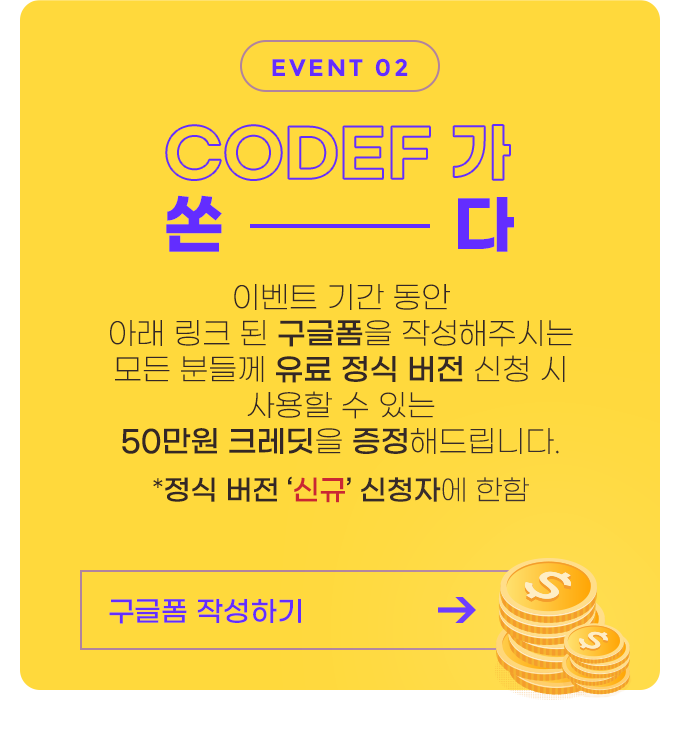 EVENT 02
CODEF 가
쏜 — 다
이벤트 기간 동안
아래 링크 된 구글폼을 작성해주시는
모든 분들께 유료 정식 버전 신청 시
사용할 수 있는
50만원 크레딧을 증정해드립니다.
*정식 버전 ‘신규’ 신청자에 한함
구글폼 작성하기 →